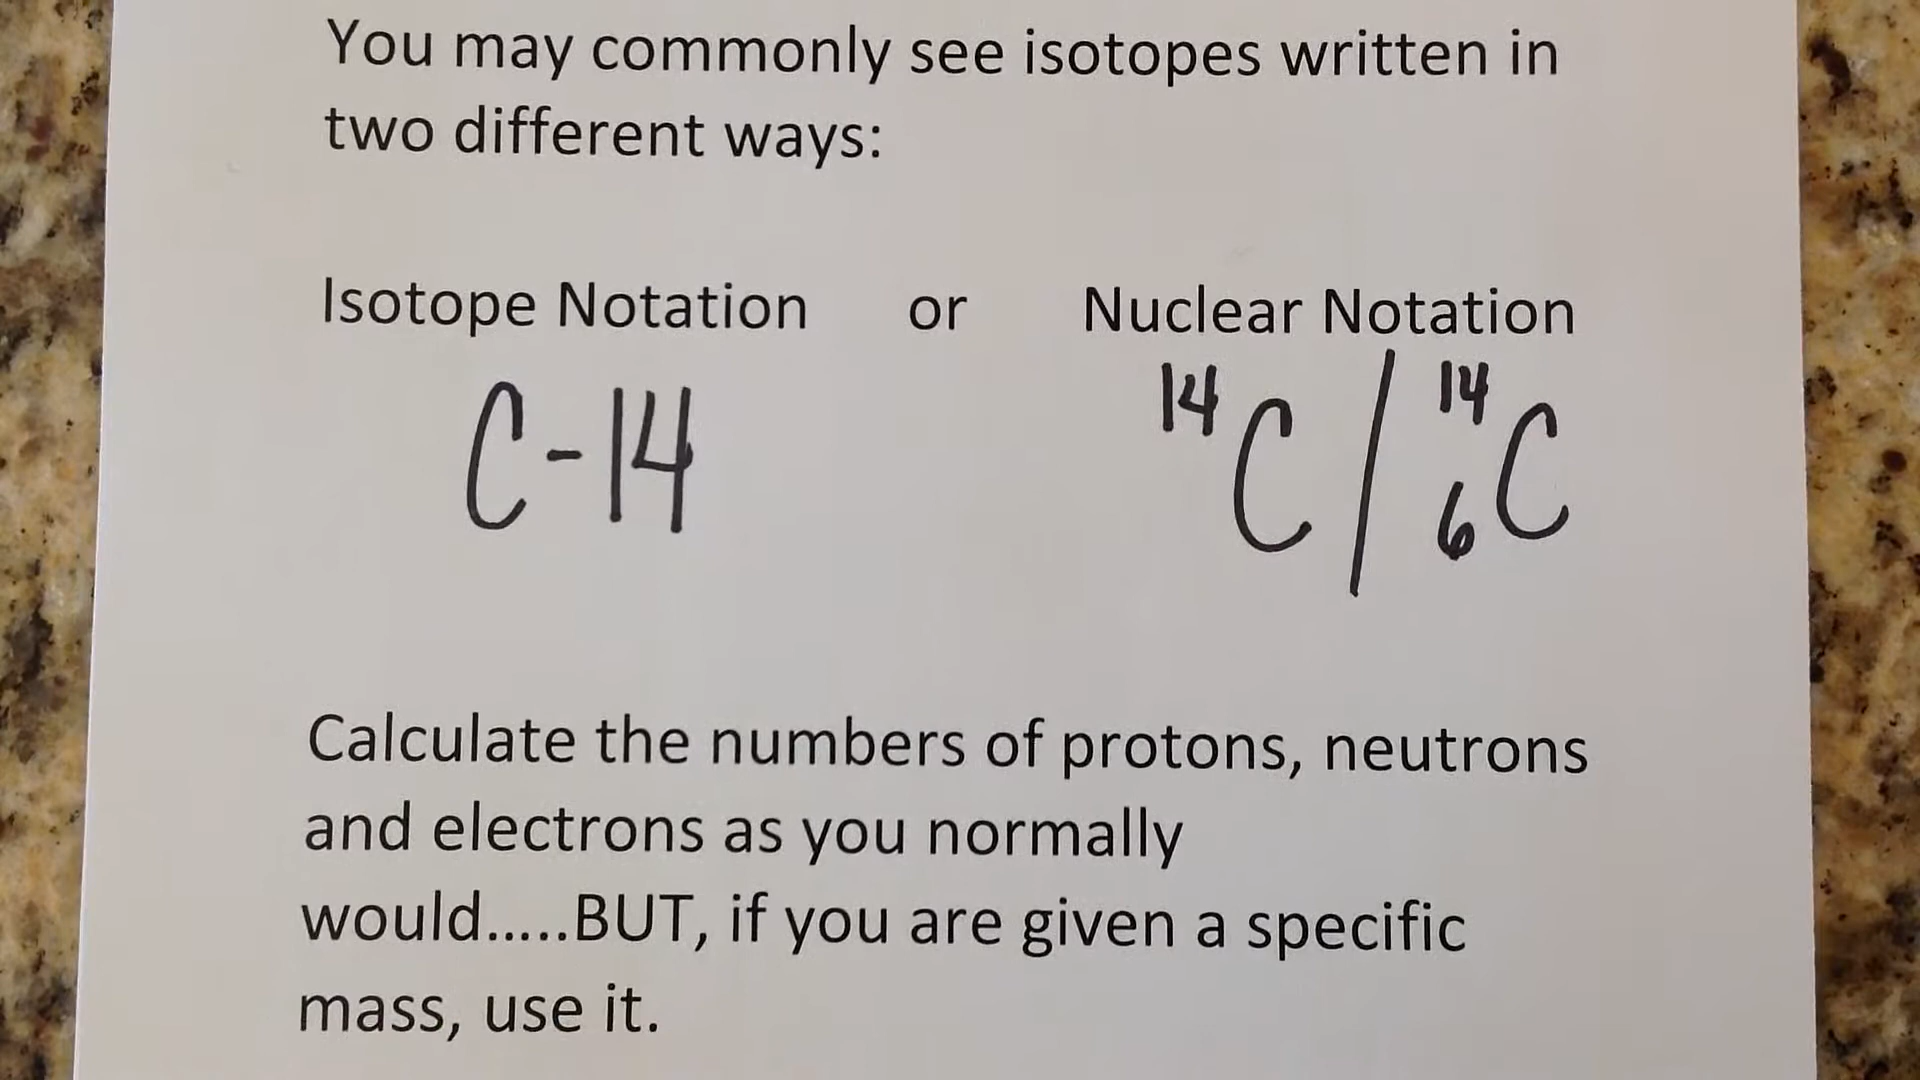 You may commonly see isotopes written in
two different ways:
Isotope Notation or Nuclear Notation
C-14 ¹⁴C / ¹⁴₆C
Calculate the numbers of protons, neutrons
and electrons as you normally
would.....BUT, if you are given a specific
mass, use it.